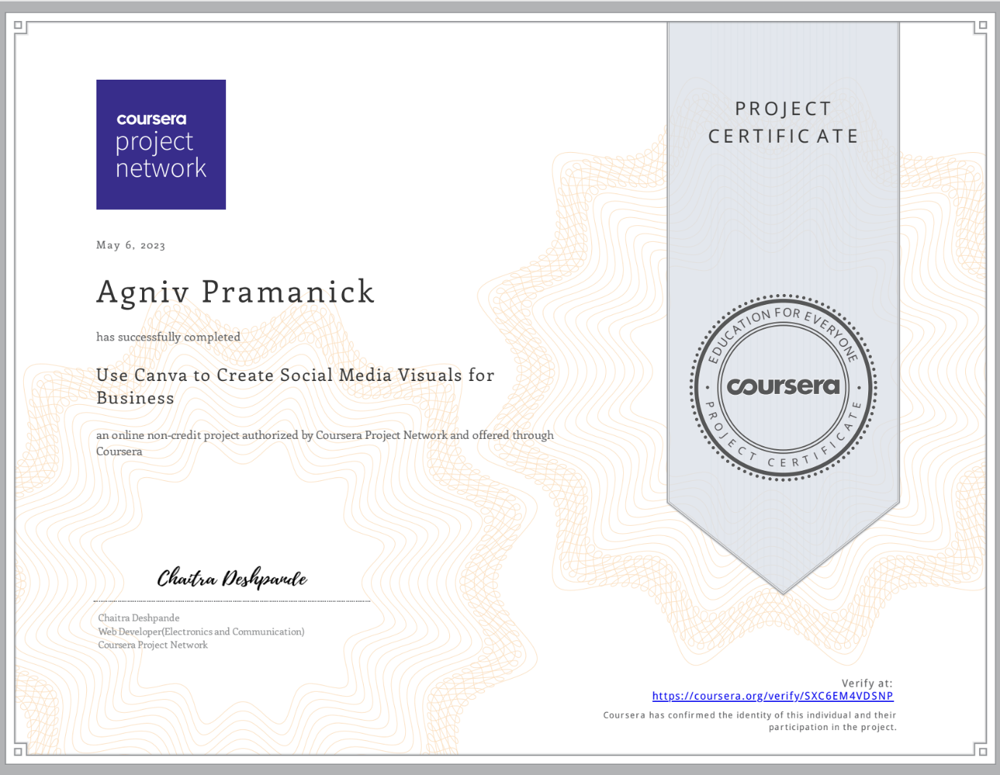 coursera
project
network
PROJECT
CERTIFICATE
May 6, 2023
Agniv Pramanick
has successfully completed
Use Canva to Create Social Media Visuals for
Business
an online non-credit project authorized by Coursera Project Network and offered through
Coursera
EDUCATION FOR EVERYONE
coursera
PROJECT CERTIFICATE
Chaitra Deshpande
Chaitra Deshpande
Web Developer(Electronics and Communication)
Coursera Project Network
Verify at:
https://coursera.org/verify/SXC6EM4VDSNP
Coursera has confirmed the identity of this individual and their
participation in the project.